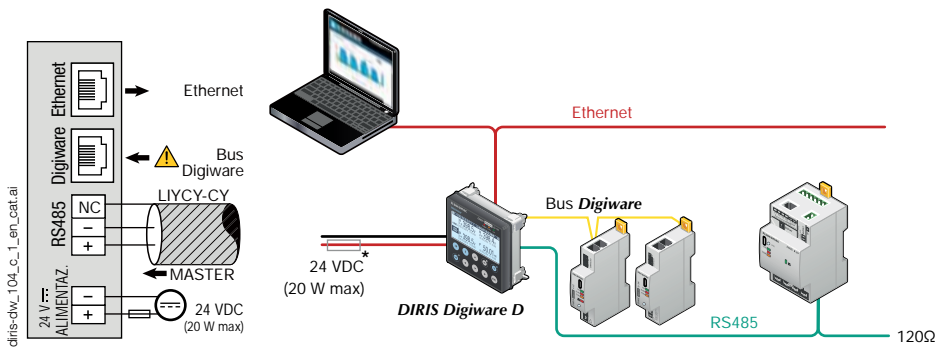 diris-dw_104_c_1_en_cat.ai
Ethernet
Ethernet
Digiware
Bus
Digiware
RS485
NC
–
+
LIYCY-CY
MASTER
24 V
ALIMENTAZ.
–
+
24 VDC
(20 W max)
Ethernet
Bus Digiware
*
24 VDC
(20 W max)
DIRIS Digiware D
RS485
120Ω